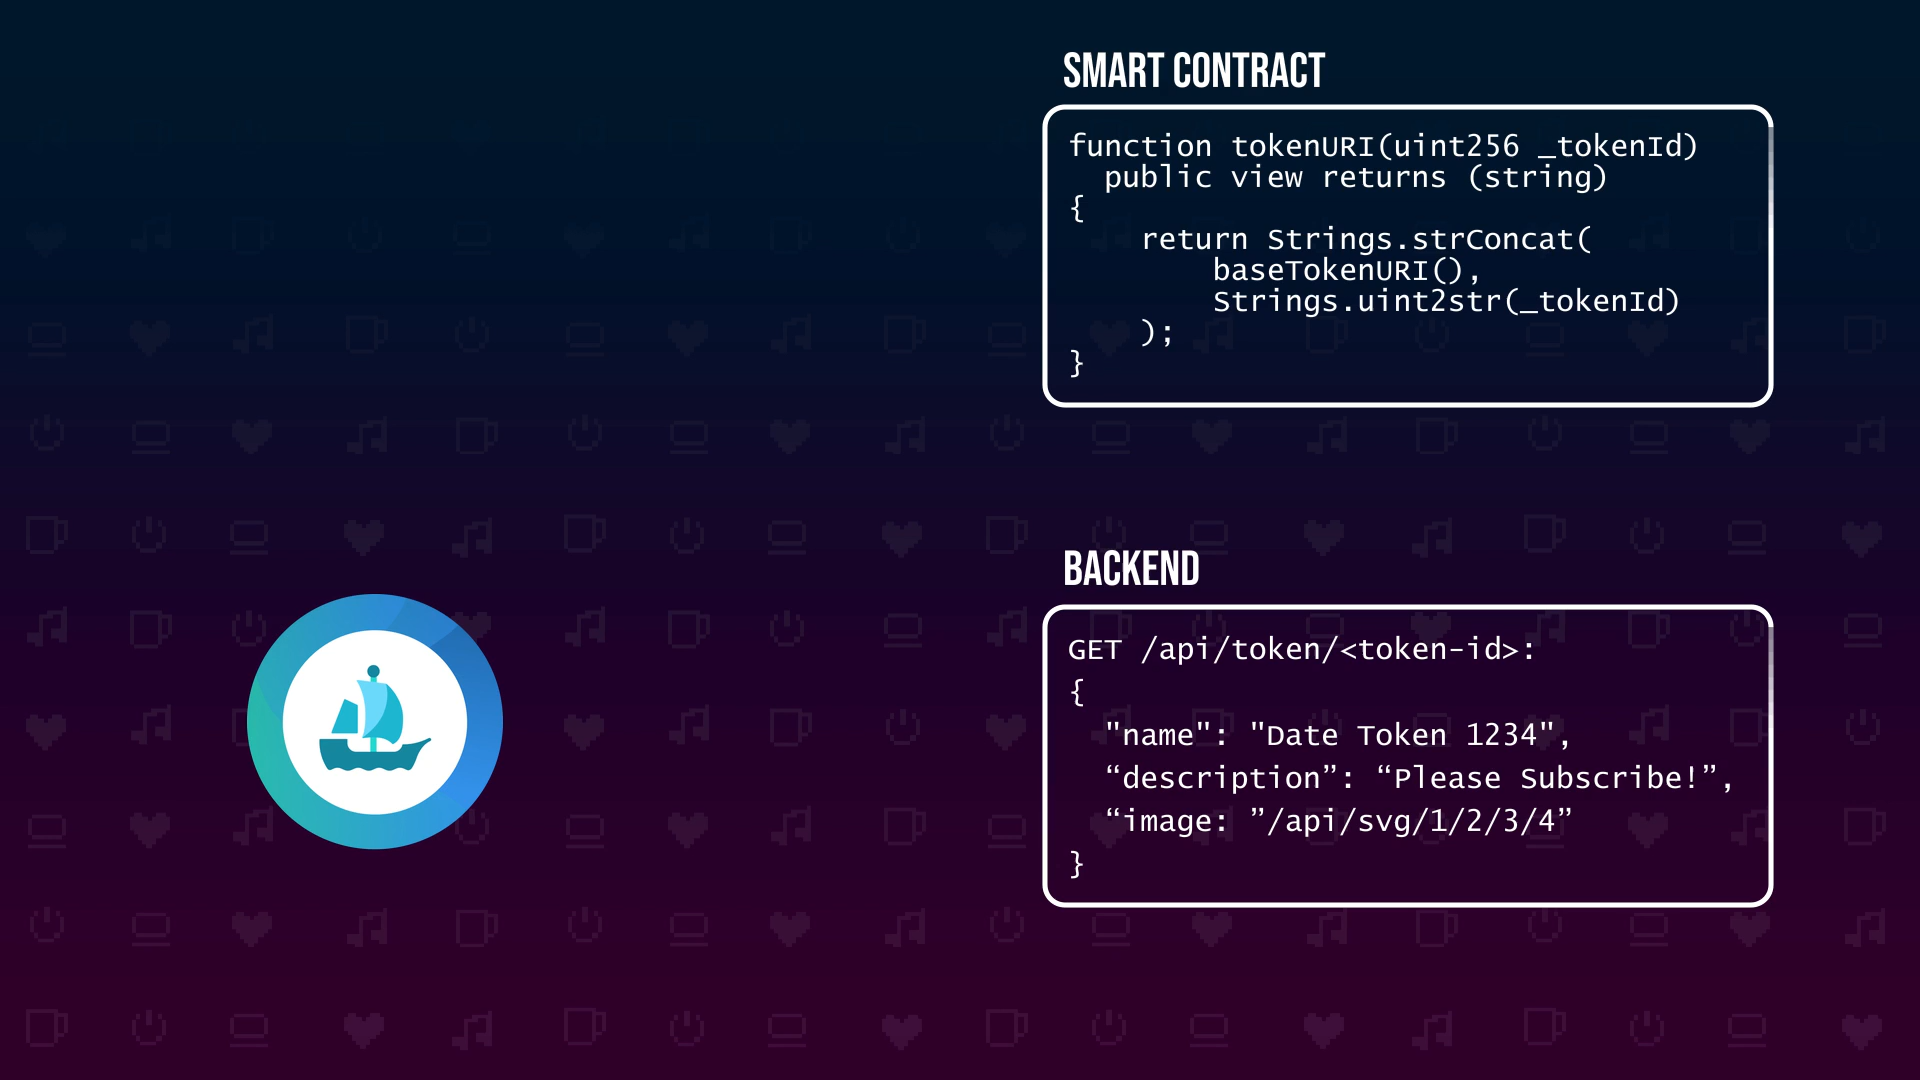 SMART CONTRACT
function tokenURI(uint256 _tokenId)
  public view returns (string)
{
    return Strings.strConcat(
        baseTokenURI(),
        Strings.uint2str(_tokenId)
    );
}
BACKEND
GET /api/token/<token-id>:
{
  "name": "Date Token 1234",
  “description”: “Please Subscribe!”,
  “image: ”/api/svg/1/2/3/4”
}